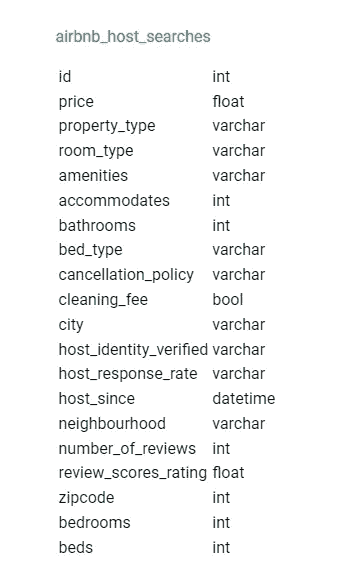 airbnb_host_searches
id int
price float
property_type varchar
room_type varchar
amenities varchar
accommodates int
bathrooms int
bed_type varchar
cancellation_policy varchar
cleaning_fee bool
city varchar
host_identity_verified varchar
host_response_rate varchar
host_since datetime
neighbourhood varchar
number_of_reviews int
review_scores_rating float
zipcode int
bedrooms int
beds int